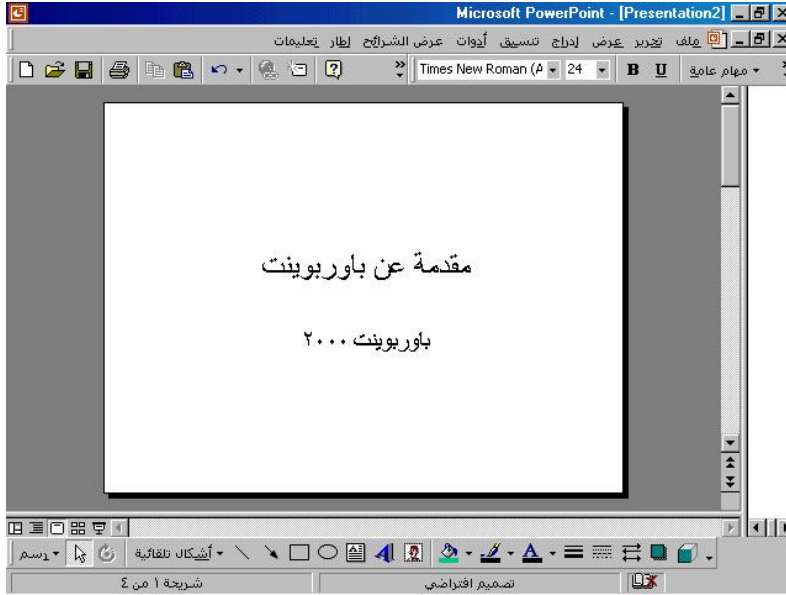 Microsoft PowerPoint - [Presentation2]
ملف تحرير عرض إدراج تنسيق أدوات عرض الشرائح إطار تعليمات
Times New Roman (A 24 B U مهام عامة
مقدمة عن باوربوينت
باوربوينت ٢٠٠٠
رسم أشكال تلقائية
شريحة ١ من ٤ تصميم افتراضي